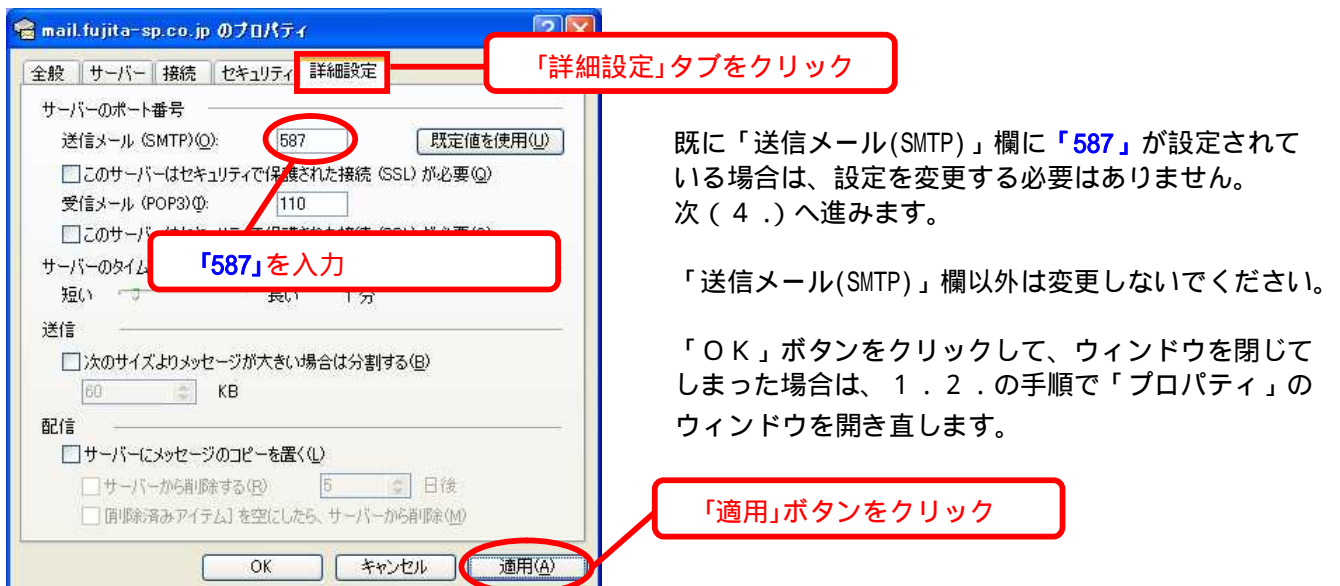 mail.fujita-sp.co.jp のプロパティ
全般 サーバー 接続 セキュリティ 詳細設定
「詳細設定」タブをクリック
サーバーのポート番号
送信メール (SMTP)(O): 587 既定値を使用(U)
このサーバーはセキュリティで保護された接続 (SSL) が必要(Q)
受信メール (POP3)(I): 110
「587」を入力
サーバーのタイム
短い 長い 1 分
送信
次のサイズよりメッセージが大きい場合は分割する(B)
60 KB
配信
サーバーにメッセージのコピーを置く(L)
サーバーから削除する(R) 5 日後
[削除済みアイテム] を空にしたら、サーバーから削除(M)
OK キャンセル 適用(A)
既に「送信メール(SMTP)」欄に「587」が設定されて
いる場合は、設定を変更する必要はありません。
次（４．）へ進みます。
「送信メール(SMTP)」欄以外は変更しないでください。
「ＯＫ」ボタンをクリックして、ウィンドウを閉じて
しまった場合は、１．２．の手順で「プロパティ」の
ウィンドウを開き直します。
「適用」ボタンをクリック